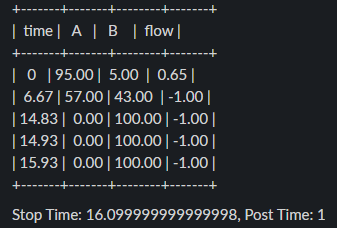 +-------+-------+--------+-------+
| time | A | B | flow |
+-------+-------+--------+-------+
| 0 | 95.00 | 5.00 | 0.65 |
| 6.67 | 57.00 | 43.00 | -1.00 |
| 14.83 | 0.00 | 100.00 | -1.00 |
| 14.93 | 0.00 | 100.00 | -1.00 |
| 15.93 | 0.00 | 100.00 | -1.00 |
+-------+-------+--------+-------+
Stop Time: 16.099999999999998, Post Time: 1